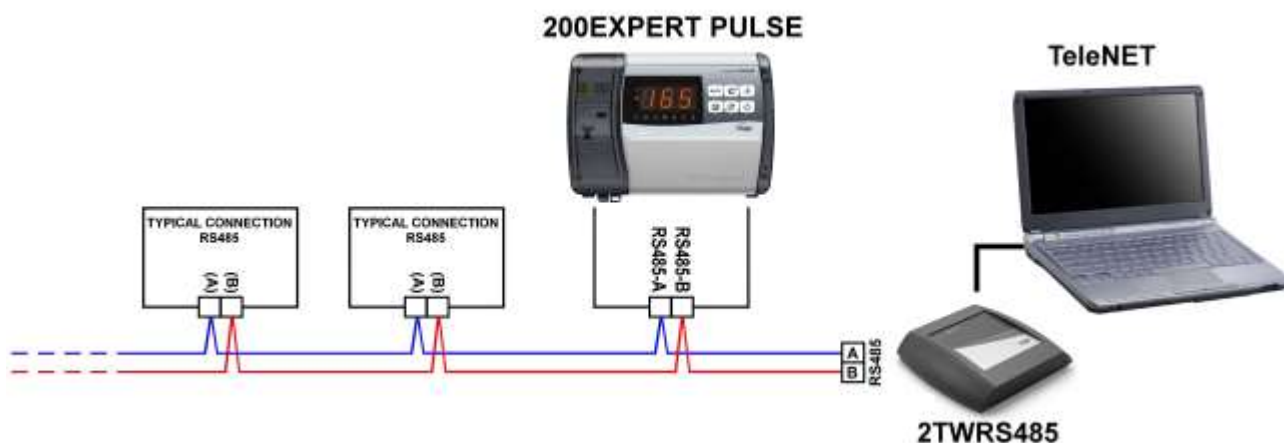 200EXPERT PULSE
TeleNET
TYPICAL CONNECTION
RS485
(A)
(B)
TYPICAL CONNECTION
RS485
(A)
(B)
RS485-A
RS485-B
A
B
RS485
2TWRS485